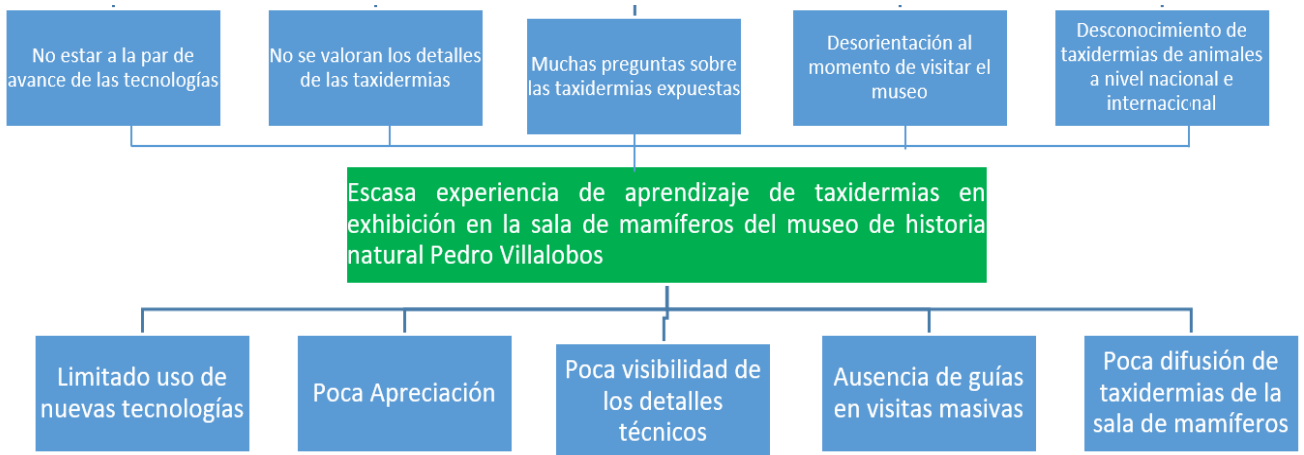 No estar a la par de
avance de las tecnologías
No se valoran los detalles
de las taxidermias
Muchas preguntas sobre
las taxidermias expuestas
Desorientación al
momento de visitar el
museo
Desconocimiento de
taxidermias de animales
a nivel nacional e
internacional
Escasa experiencia de aprendizaje de taxidermias en
exhibición en la sala de mamíferos del museo de historia
natural Pedro Villalobos
Limitado uso de
nuevas tecnologías
Poca Apreciación
Poca visibilidad de
los detalles
técnicos
Ausencia de guías
en visitas masivas
Poca difusión de
taxidermias de la
sala de mamíferos